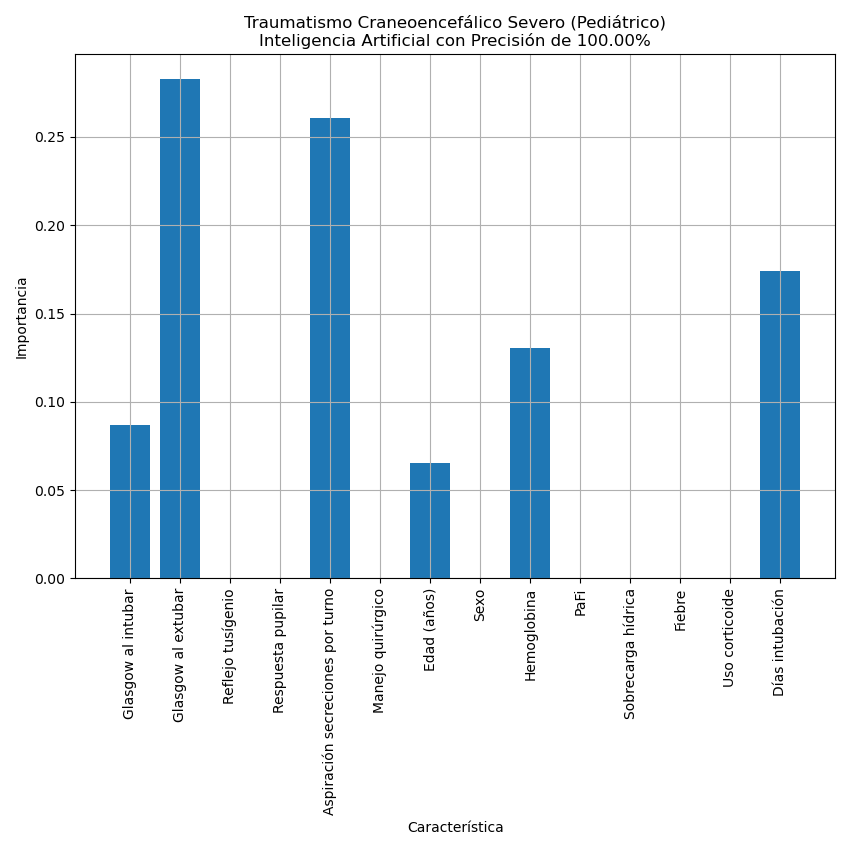 Traumatismo Craneoencefálico Severo (Pediátrico)
Inteligencia Artificial con Precisión de 100.00%
Importancia
0.25
0.20
0.15
0.10
0.05
0.00
Glasgow al intubar
Glasgow al extubar
Reflejo tusígenio
Respuesta pupilar
Aspiración secreciones por turno
Manejo quirúrgico
Edad (años)
Sexo
Hemoglobina
PaFi
Sobrecarga hídrica
Fiebre
Uso corticoide
Días intubación
Característica